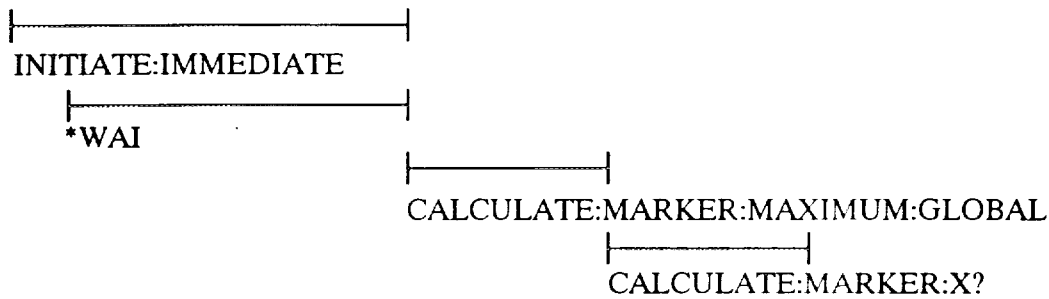 INITIATE:IMMEDIATE
*WAI
CALCULATE:MARKER:MAXIMUM:GLOBAL
CALCULATE:MARKER:X?